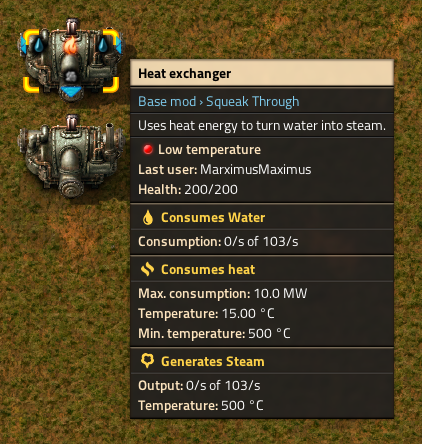 Heat exchanger
Base mod › Squeak Through
Uses heat energy to turn water into steam.
Low temperature
Last user: MarximusMaximus
Health: 200/200
Consumes Water
Consumption: 0/s of 103/s
Consumes heat
Max. consumption: 10.0 MW
Temperature: 15.00 °C
Min. temperature: 500 °C
Generates Steam
Output: 0/s of 103/s
Temperature: 500 °C